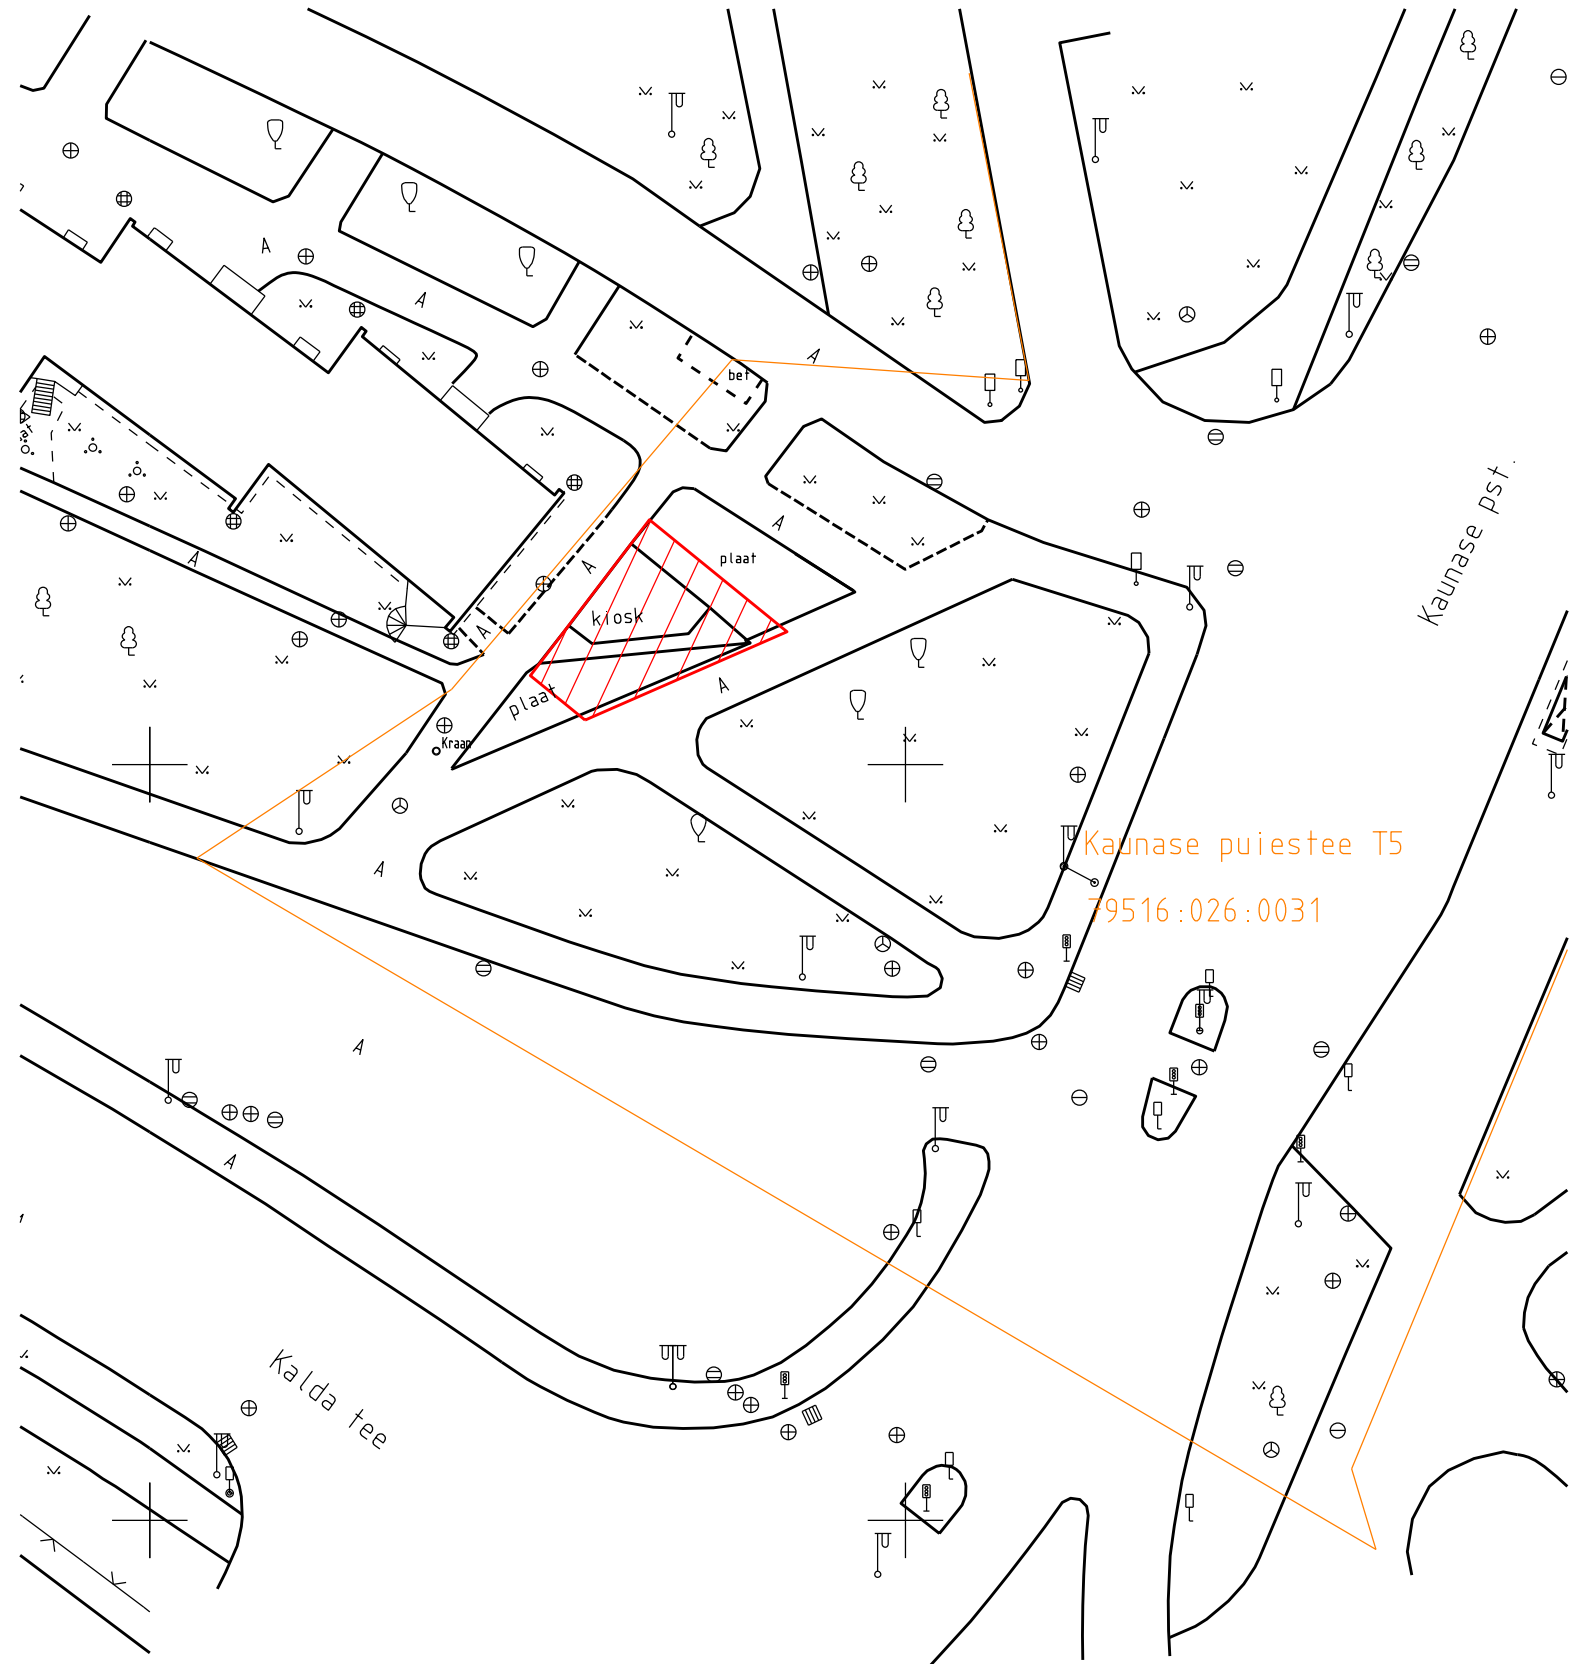 A
A
A
bet
A
A
plaat
A
kiosk
A
A
plaat
A
Kraan
Kaunase pst.
Kaunase puiestee T5
79516:026:0031
A
A
A
Kalda tee